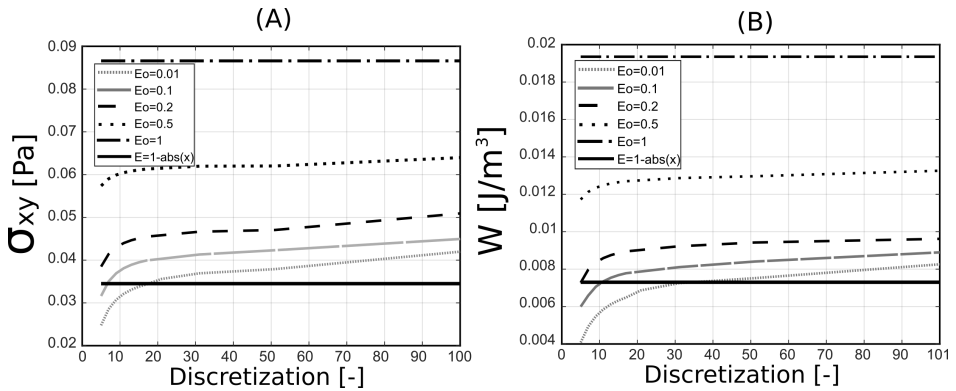 (A)
σxy [Pa]
0.09
0.08
0.07
0.06
0.05
0.04
0.03
0.02
Eo=0.01
Eo=0.1
Eo=0.2
Eo=0.5
Eo=1
E=1-abs(x)
0 10 20 30 40 50 60 70 80 90 100
Discretization [-]
(B)
W [J/m³]
0.02
0.018
0.016
0.014
0.012
0.01
0.008
0.006
0.004
Eo=0.01
Eo=0.1
Eo=0.2
Eo=0.5
Eo=1
E=1-abs(x)
0 10 20 30 40 50 60 70 80 90 101
Discretization [-]